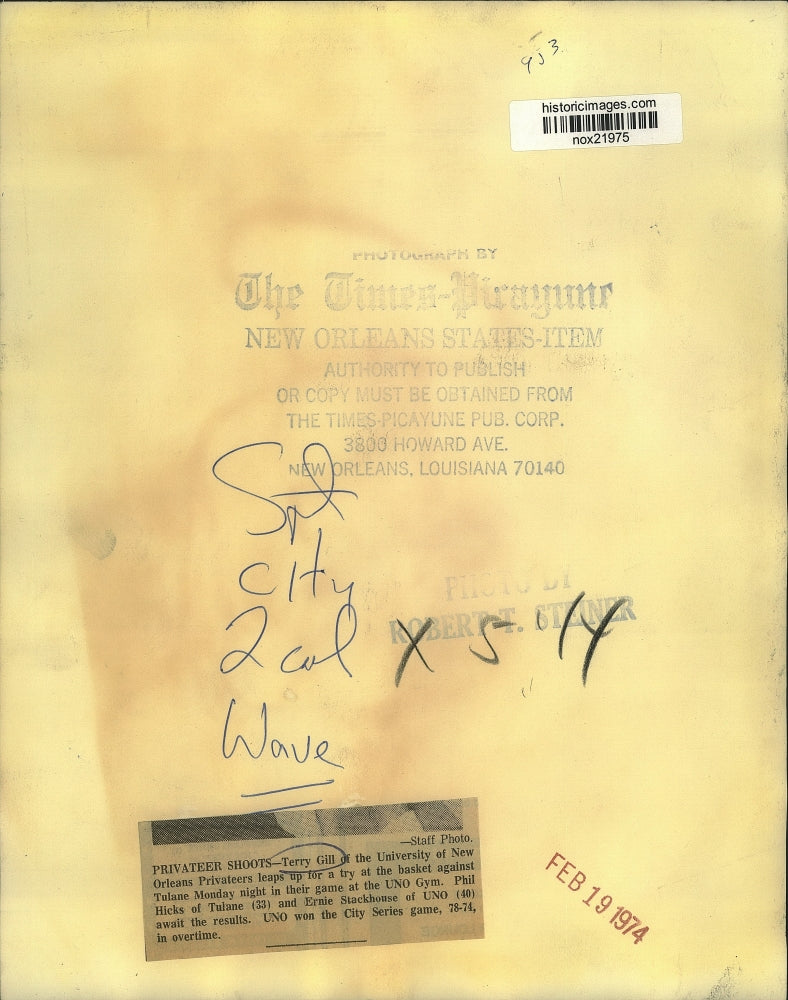 953
historicimages.com
nox21975
PHOTOGRAPH BY
The Times-Picayune
NEW ORLEANS STATES-ITEM
AUTHORITY TO PUBLISH
OR COPY MUST BE OBTAINED FROM
THE TIMES-PICAYUNE PUB. CORP.
3800 HOWARD AVE.
NEW ORLEANS, LOUISIANA 70140
Spt
City
PHOTO BY
ROBERT T. STEINER
2 col X 5 1/4
Wave
—Staff Photo.
PRIVATEER SHOOTS—Terry Gill of the University of New
Orleans Privateers leaps up for a try at the basket against
Tulane Monday night in their game at the UNO Gym. Phil
Hicks of Tulane (33) and Ernie Stackhouse of UNO (40)
await the results. UNO won the City Series game, 78-74,
in overtime.
FEB 19 1974